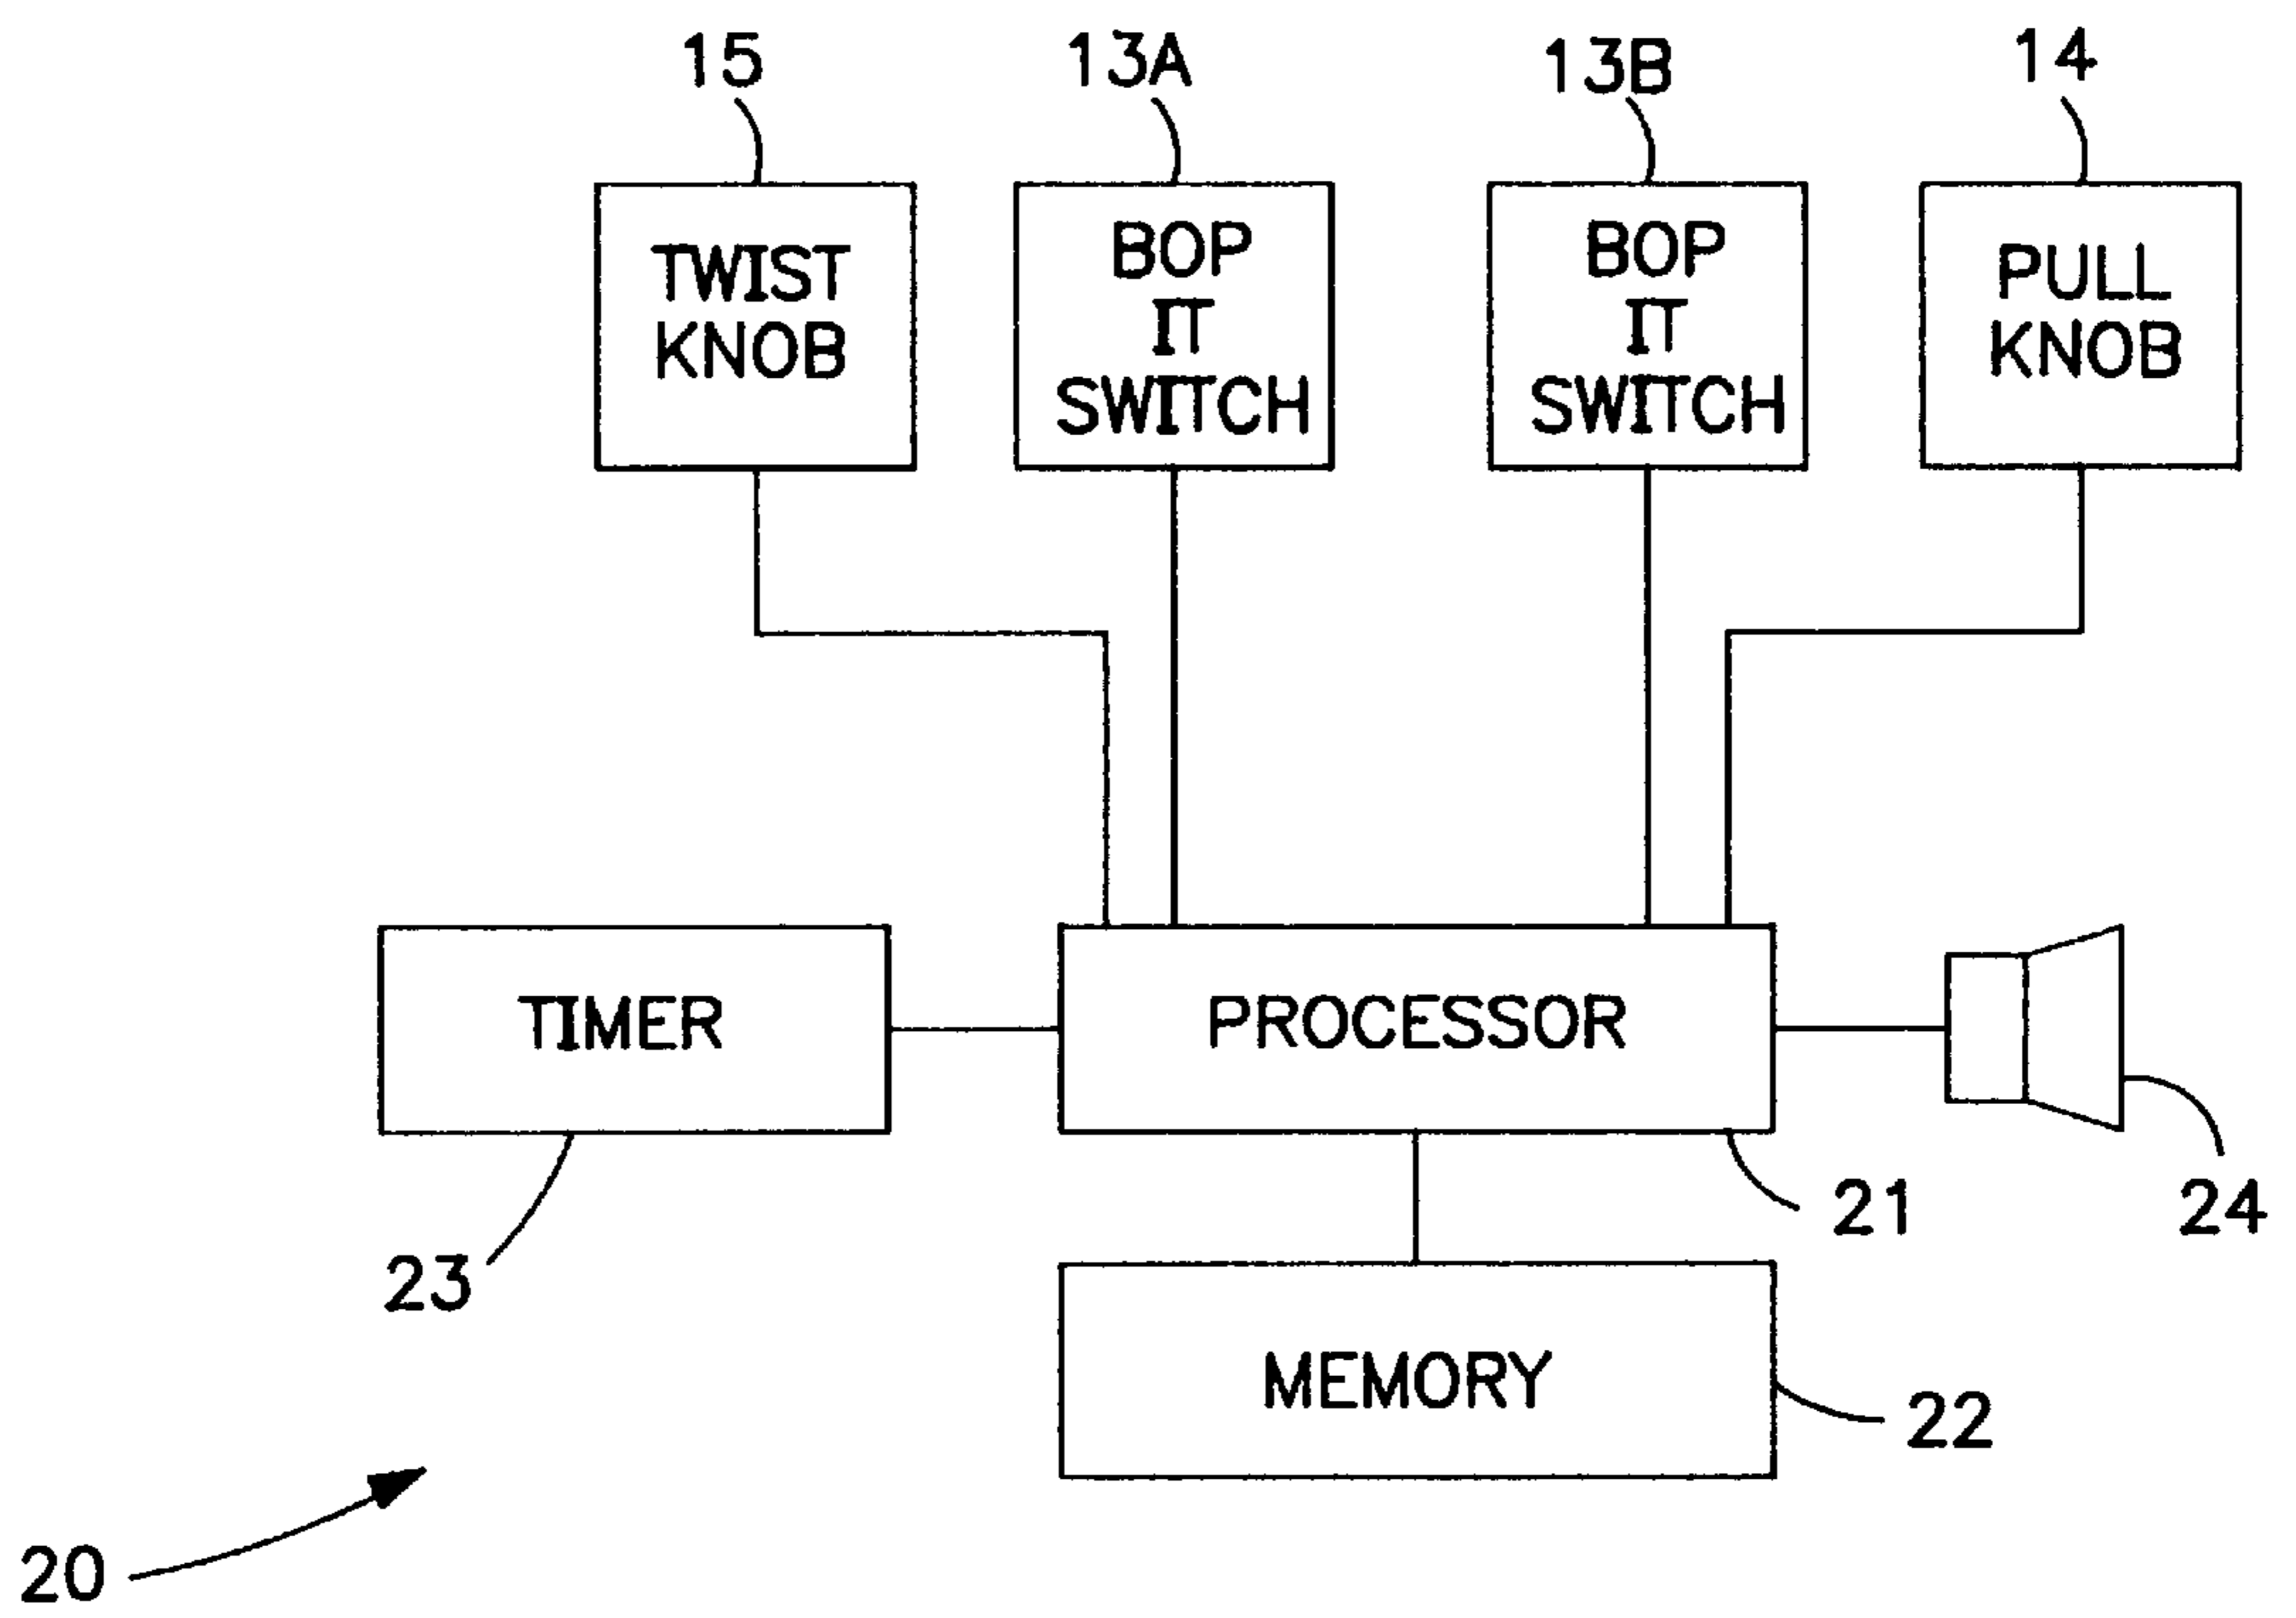 15
13A
13B
14
TWIST
KNOB
BOP
IT
SWITCH
BOP
IT
SWITCH
PULL
KNOB
TIMER
PROCESSOR
23
21
24
MEMORY
22
20